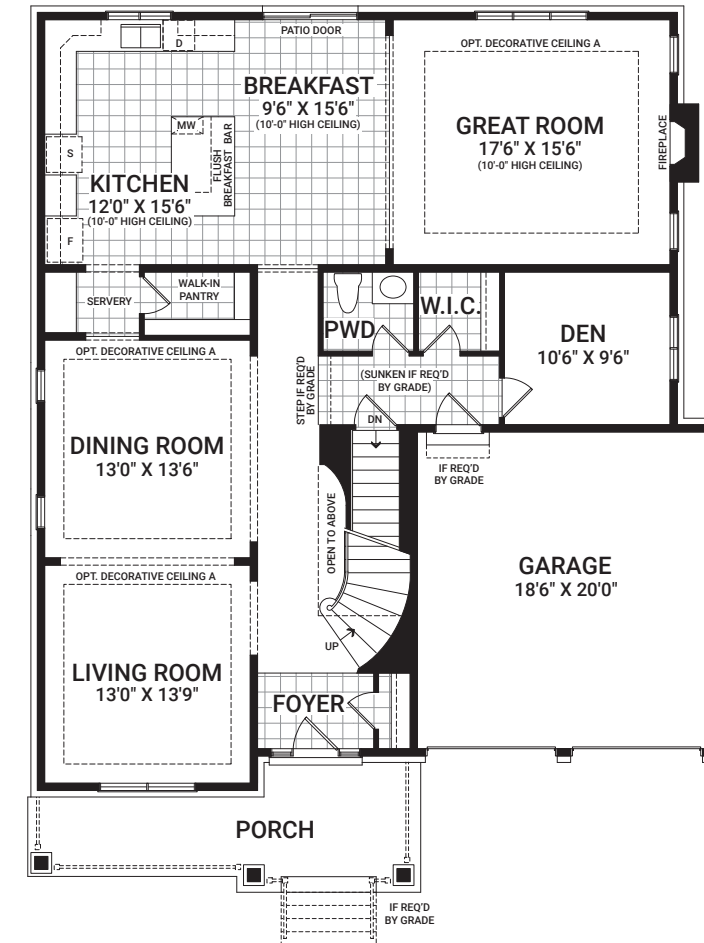 PATIO DOOR
D
OPT. DECORATIVE CEILING A
BREAKFAST
9'6" X 15'6"
(10'-0" HIGH CEILING)
GREAT ROOM
17'6" X 15'6"
(10'-0" HIGH CEILING)
FIREPLACE
MW
FLUSH
BREAKFAST BAR
S
KITCHEN
12'0" X 15'6"
(10'-0" HIGH CEILING)
F
SERVERY
WALK-IN
PANTRY
PWD
W.I.C.
DEN
10'6" X 9'6"
OPT. DECORATIVE CEILING A
STEP IF REQ'D
BY GRADE
(SUNKEN IF REQ'D
BY GRADE)
DN
DINING ROOM
13'0" X 13'6"
IF REQ'D
BY GRADE
OPEN TO ABOVE
GARAGE
18'6" X 20'0"
OPT. DECORATIVE CEILING A
UP
LIVING ROOM
13'0" X 13'9"
FOYER
PORCH
IF REQ'D
BY GRADE